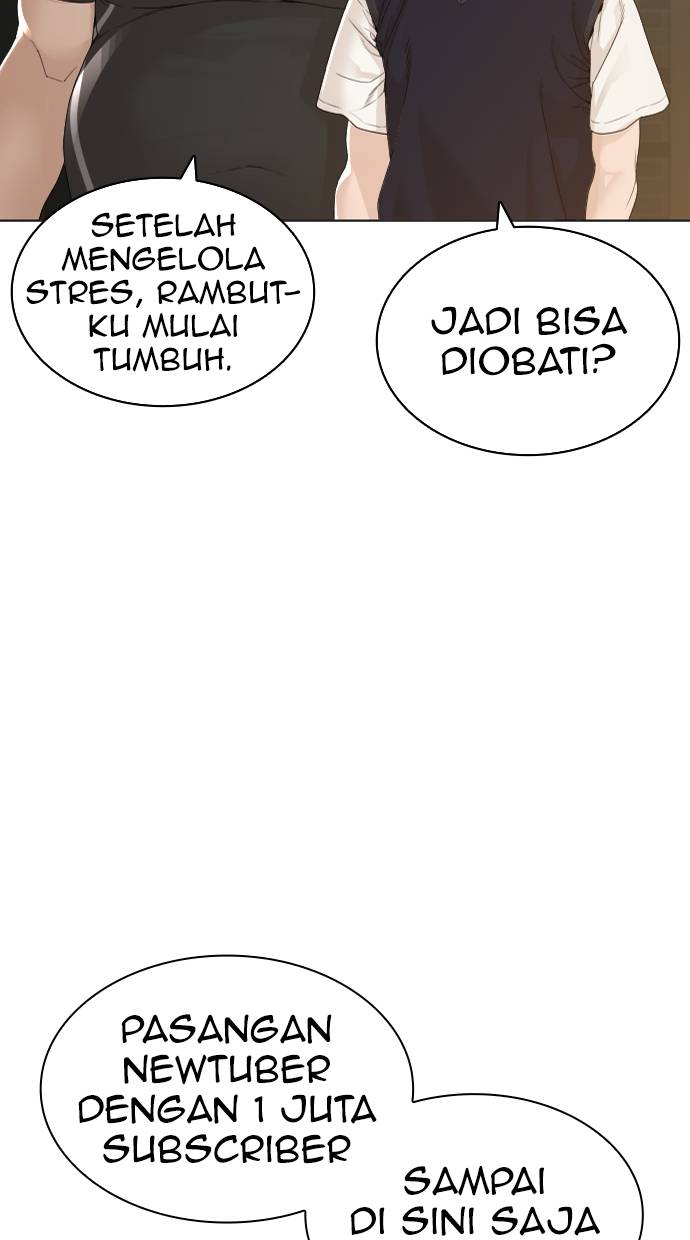 SETELAH
MENGELOLA
STRES, RAMBUT-
KU MULAI
TUMBUH.
JADI BISA
DIOBATI?
PASANGAN
NEWTUBER
DENGAN 1 JUTA
SUBSCRIBER
SAMPAI
DI SINI SAJA